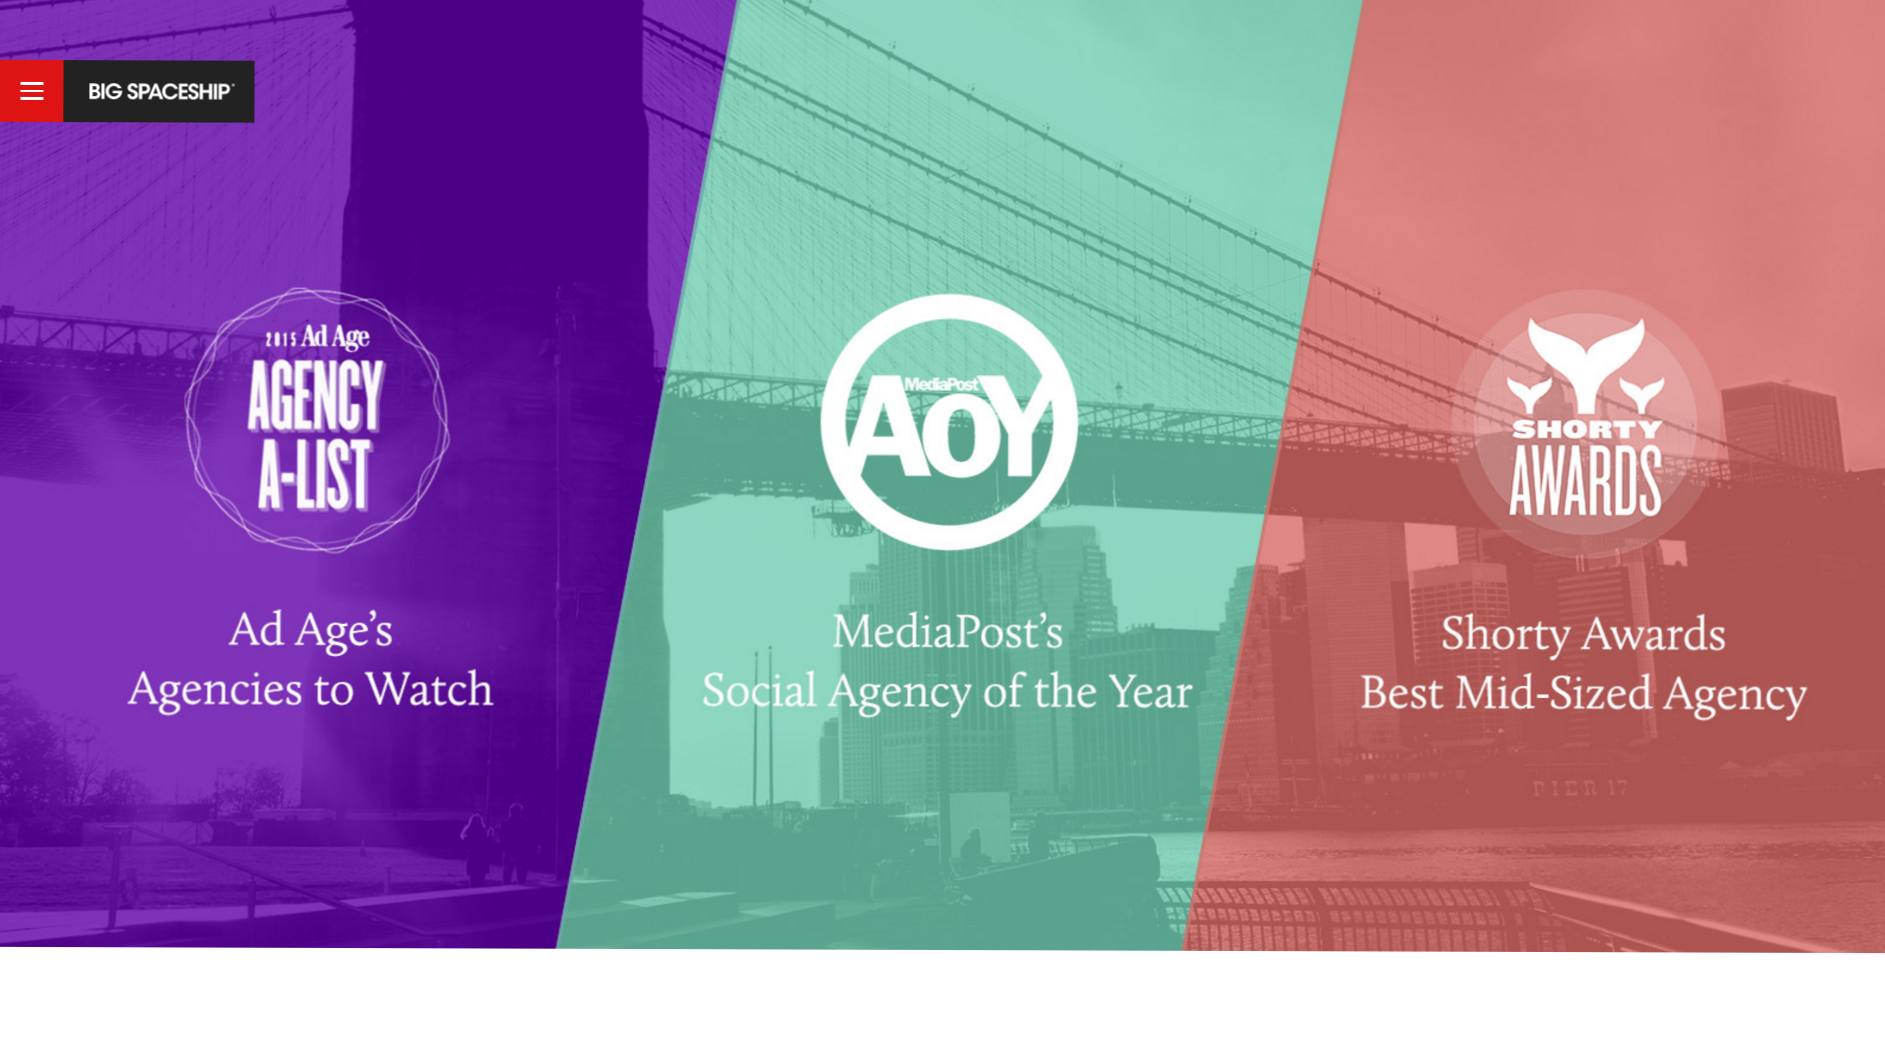 BIG SPACESHIP
2015 Ad Age
AGENCY
A-LIST
Ad Age's
Agencies to Watch
MediaPost
AOY
MediaPost's
Social Agency of the Year
SHORTY
AWARDS
Shorty Awards
Best Mid-Sized Agency
PIER 17